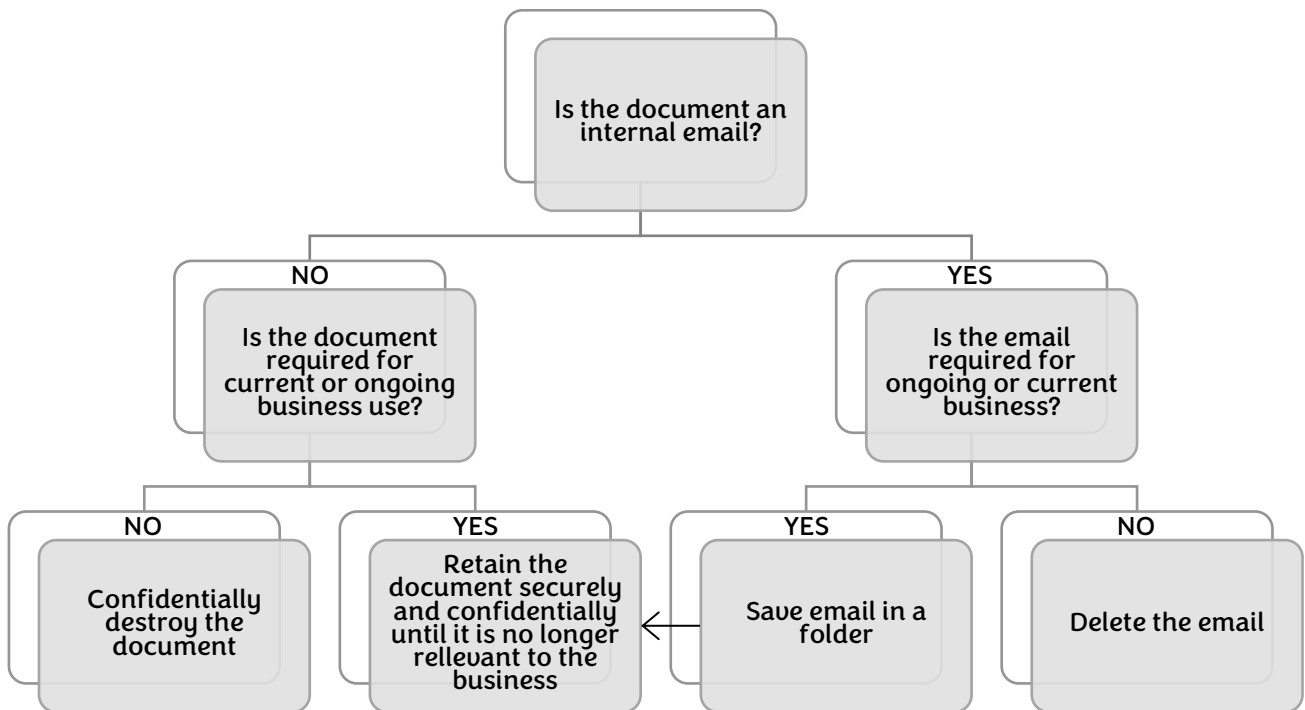 Is the document an
internal email?
NO
Is the document
required for
current or ongoing
business use?
YES
Is the email
required for
ongoing or current
business?
NO
Confidentially
destroy the
document
YES
Retain the
document securely
and confidentially
until it is no longer
rellevant to the
business
YES
Save email in a
folder
NO
Delete the email